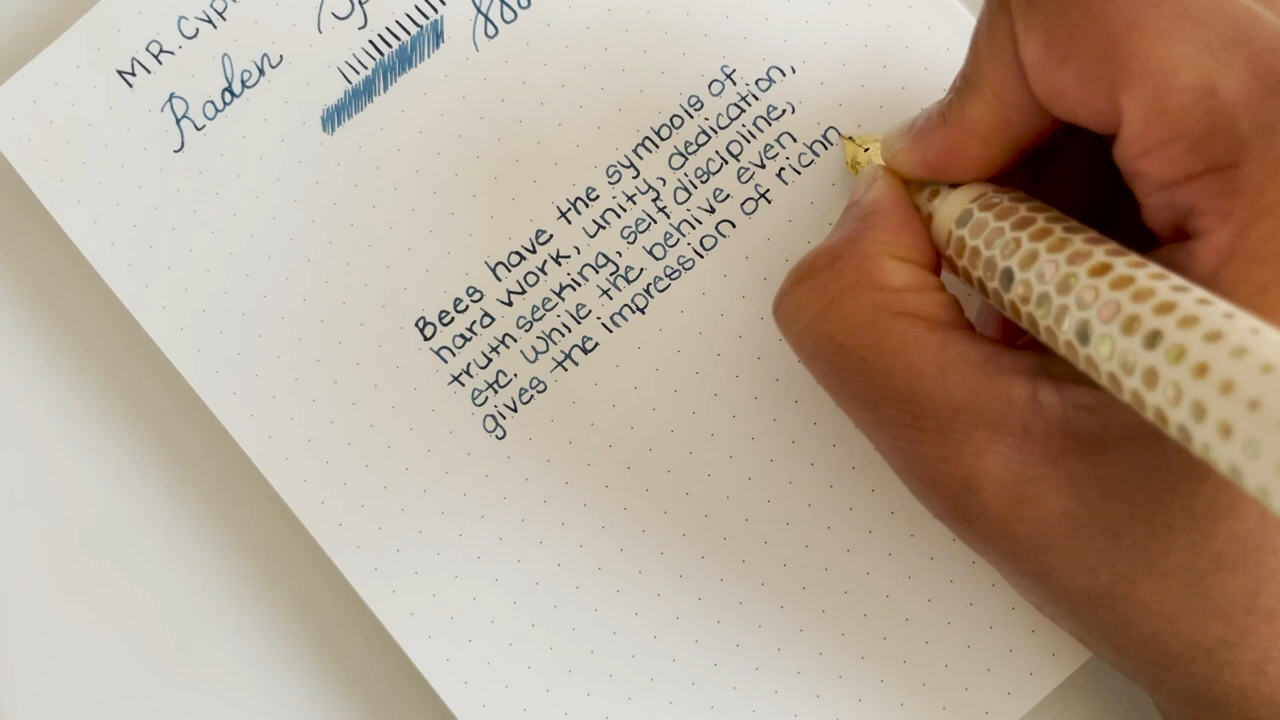 MR. Cyp
Raden
Bees have the symbols of
hard work, unity, dedication,
truth seeking, self discipline,
etc. While the behive even
gives the impression of richn